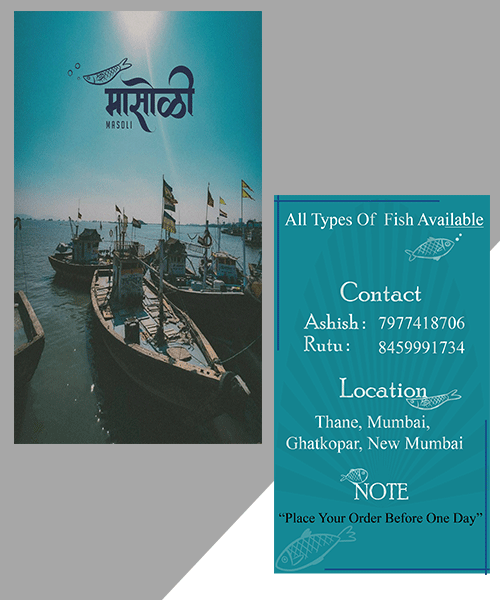 मासोळी
MASOLI
All Types Of Fish Available
Contact
Ashish : 7977418706
Rutu : 8459991734
Location
Thane, Mumbai,
Ghatkopar, New Mumbai
NOTE
“Place Your Order Before One Day”